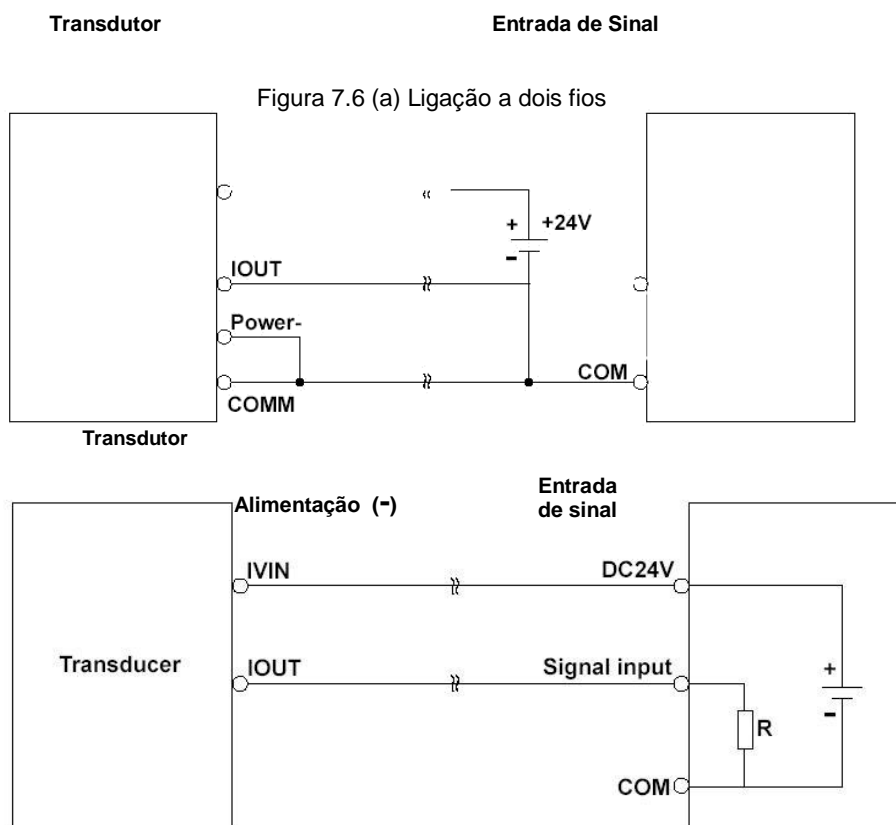 Transdutor
Entrada de Sinal
Figura 7.6 (a) Ligação a dois fios
+ +24V
-
IOUT
Power-
COMM
COM
Transdutor
Alimentação (-)
Entrada
de sinal
IVIN
DC24V
Transducer
IOUT
Signal input
+
-
R
COM